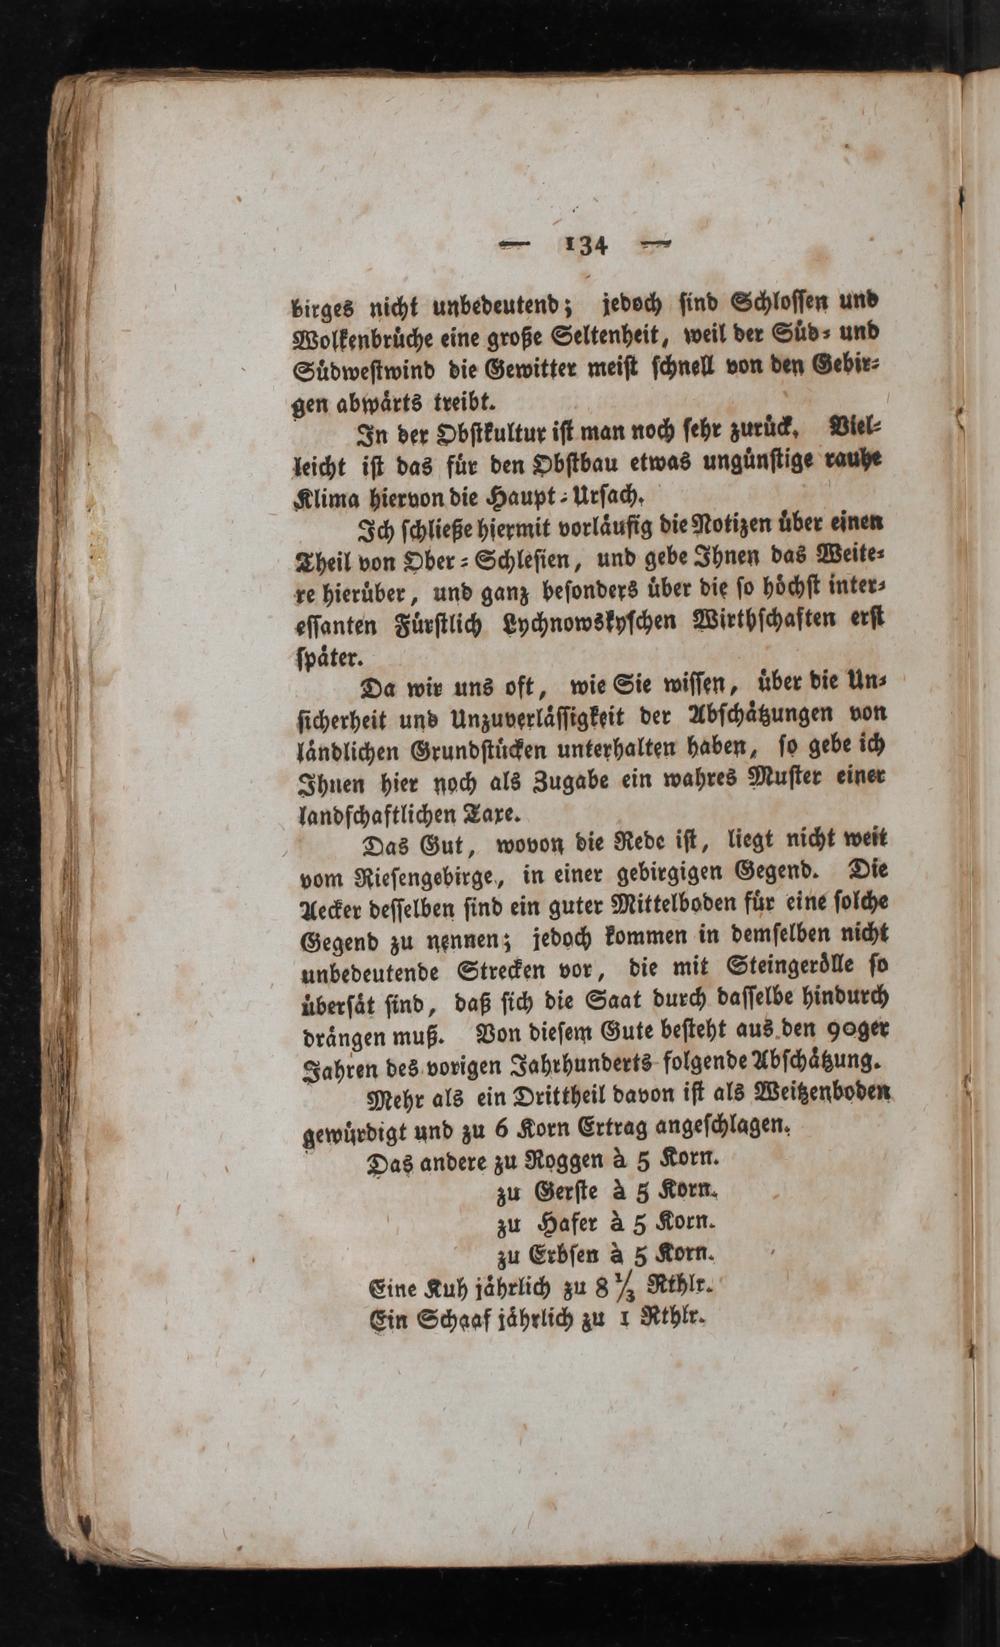 — 134 —
birges nicht unbedeutend; jedoch sind Schlossen und
Wolkenbrüche eine große Seltenheit, weil der Süd- und
Südwestwind die Gewitter meist schnell von den Gebir-
gen abwärts treibt.
In der Obstkultur ist man noch sehr zurück. Viel-
leicht ist das für den Obstbau etwas ungünstige rauhe
Klima hiervon die Haupt-Ursach.
Ich schließe hiermit vorläufig die Notizen über einen
Theil von Ober-Schlesien, und gebe Ihnen das Weite-
re hierüber, und ganz besonders über die so höchst inter-
essanten Fürstlich Lychnowskyschen Wirthschaften erst
später.
Da wir uns oft, wie Sie wissen, über die Un-
sicherheit und Unzuverlässigkeit der Abschätzungen von
ländlichen Grundstücken unterhalten haben, so gebe ich
Ihnen hier noch als Zugabe ein wahres Muster einer
landschaftlichen Taxe.
Das Gut, wovon die Rede ist, liegt nicht weit
vom Riesengebirge, in einer gebirgigen Gegend. Die
Aecker desselben sind ein guter Mittelboden für eine solche
Gegend zu nennen; jedoch kommen in demselben nicht
unbedeutende Strecken vor, die mit Steingerölle so
übersät sind, daß sich die Saat durch dasselbe hindurch
drängen muß. Von diesem Gute besteht aus den 90ger
Jahren des vorigen Jahrhunderts folgende Abschätzung.
Mehr als ein Drittheil davon ist als Weitzenboden
gewürdigt und zu 6 Korn Ertrag angeschlagen.
Das andere zu Roggen à 5 Korn.
zu Gerste à 5 Korn.
zu Hafer à 5 Korn.
zu Erbsen à 5 Korn.
Eine Kuh jährlich zu 8 1/3 Rthlr.
Ein Schaaf jährlich zu 1 Rthlr.